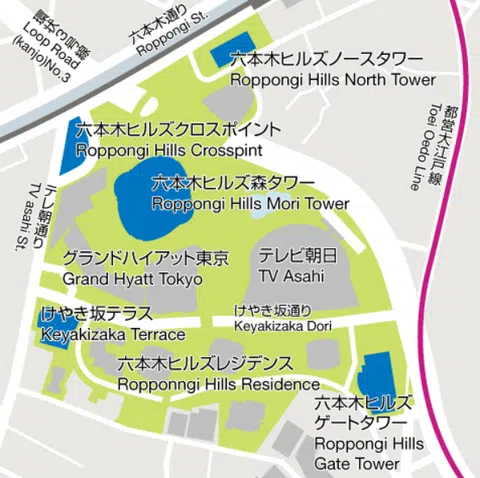 環状3号線
Loop Road
(kanjo)No.3
六本木通り
Roppongi St.
六本木ヒルズノースタワー
Roppongi Hills North Tower
都営大江戸線
Toei Oedo Line
六本木ヒルズクロスポイント
Roppongi Hills Crosspint
テレ朝通り
TV asahi St.
六本木ヒルズ森タワー
Roppongi Hills Mori Tower
グランドハイアット東京
Grand Hyatt Tokyo
テレビ朝日
TV Asahi
けやき坂テラス
Keyakizaka Terrace
けやき坂通り
Keyakizaka Dori
六本木ヒルズレジデンス
Ropponngi Hills Residence
六本木ヒルズ
ゲートタワー
Roppongi Hills
Gate Tower